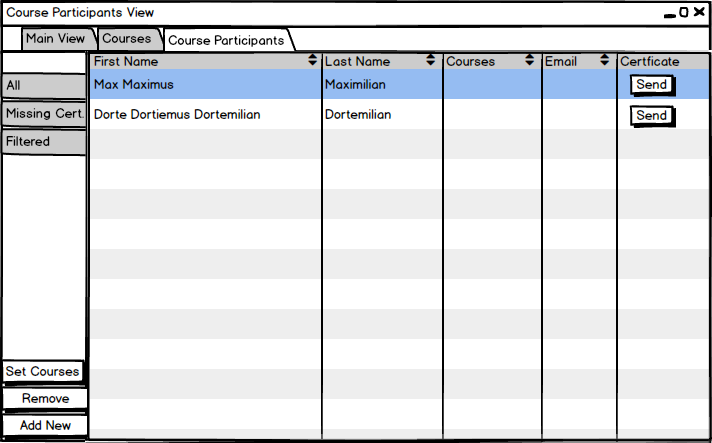 Course Participants View
Main View Courses Course Participants
First Name Last Name Courses Email Certficate
All Max Maximus Maximilian Send
Missing Cert. Dorte Dortiemus Dortemilian Dortemilian Send
Filtered
Set Courses
Remove
Add New